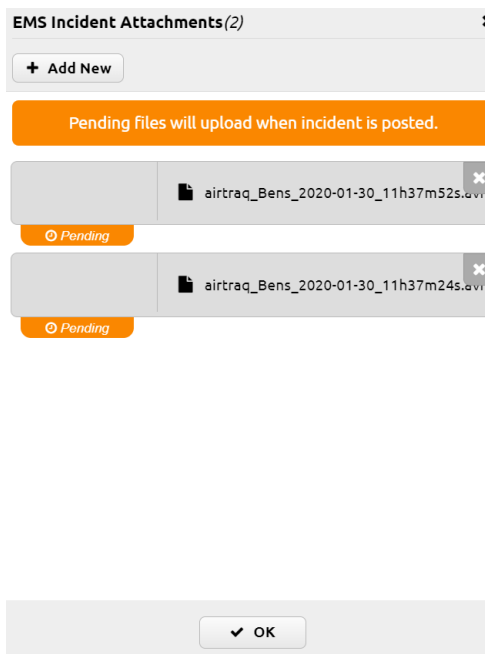 EMS Incident Attachments(2)
Add New
Pending files will upload when incident is posted.
airtraq_Bens_2020-01-30_11h37m52s.avi
Pending
airtraq_Bens_2020-01-30_11h37m24s.avi
Pending
OK